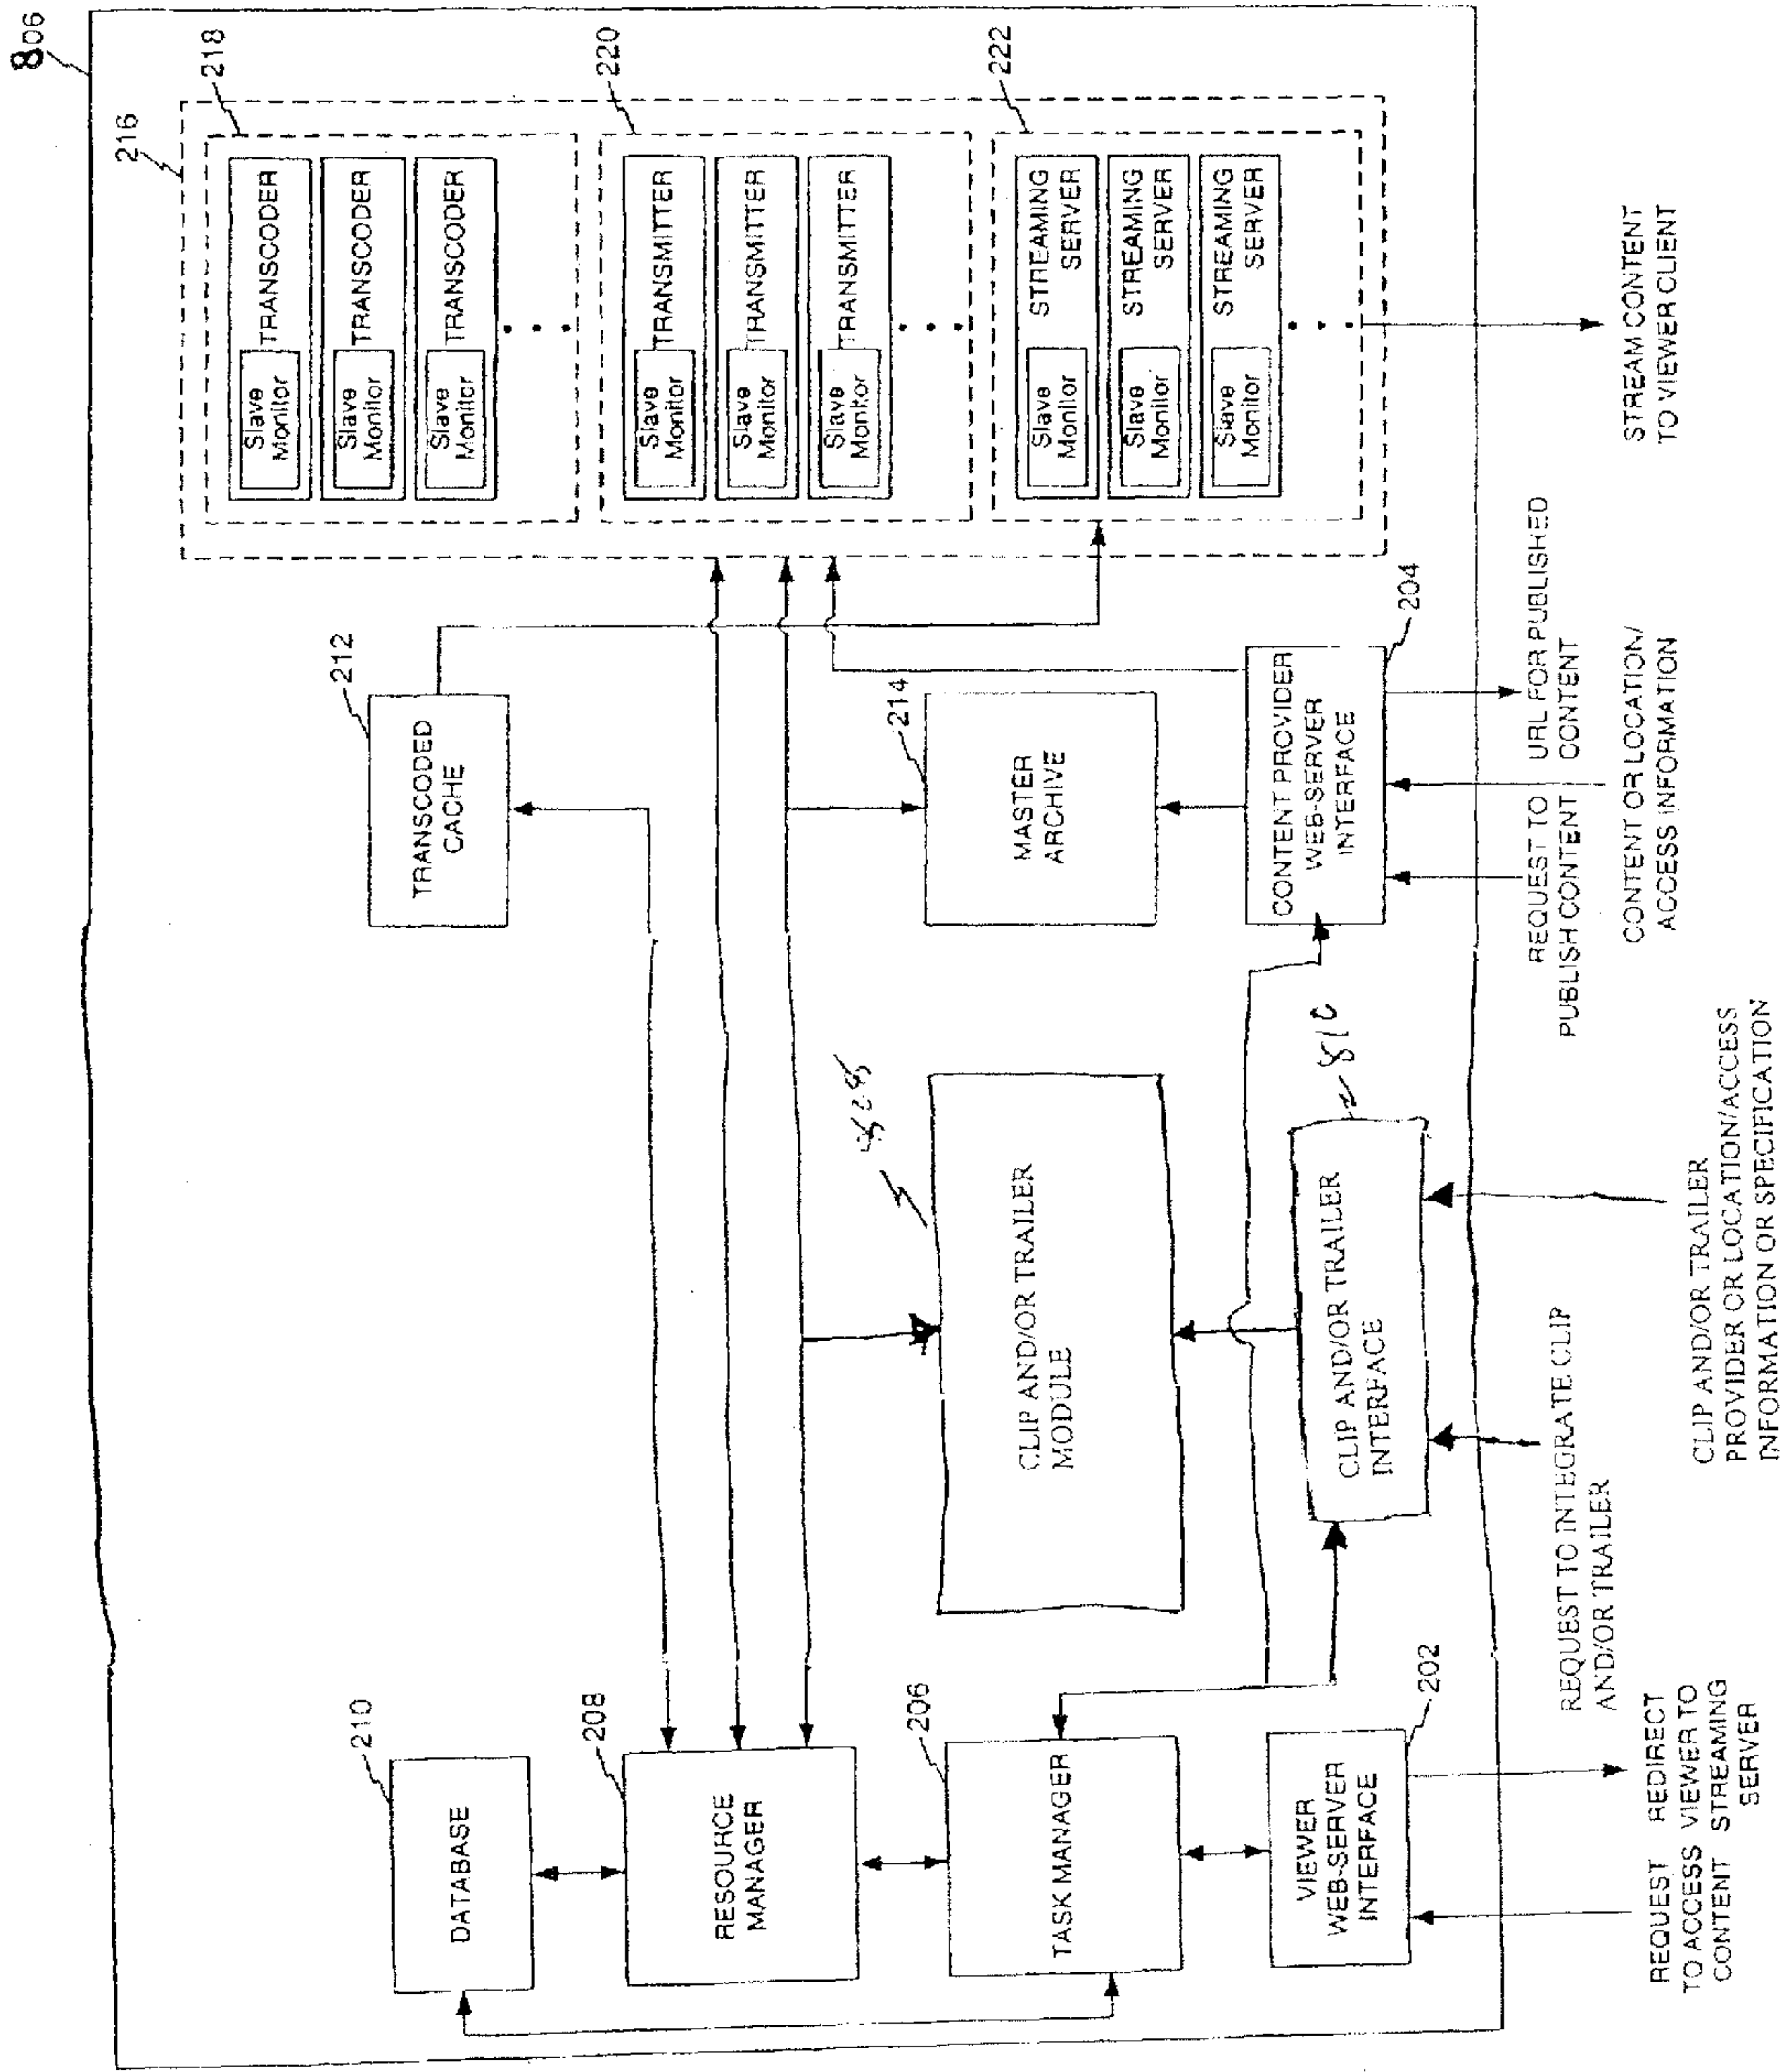 806
216
218
Slave
Monitor
TRANSCODER
Slave
Monitor
TRANSCODER
Slave
Monitor
TRANSCODER
220
Slave
Monitor
TRANSMITTER
Slave
Monitor
TRANSMITTER
Slave
Monitor
TRANSMITTER
222
Slave
Monitor
STREAMING
SERVER
Slave
Monitor
STREAMING
SERVER
Slave
Monitor
STREAMING
SERVER
212
TRANSCODED
CACHE
214
MASTER
ARCHIVE
204
CONTENT PROVIDER
WEB-SERVER
INTERFACE
CLIP AND/OR TRAILER
MODULE
810
CLIP AND/OR TRAILER
INTERFACE
210
DATABASE
208
RESOURCE
MANAGER
206
TASK MANAGER
202
VIEWER
WEB-SERVER
INTERFACE
REQUEST
TO ACCESS
CONTENT
REDIRECT
VIEWER TO
STREAMING
SERVER
REQUEST TO INTEGRATE CLIP
AND/OR TRAILER
CLIP AND/OR TRAILER
PROVIDER OR LOCATION/ACCESS
INFORMATION OR SPECIFICATION
REQUEST TO
PUBLISH CONTENT
URL FOR PUBLISHED
CONTENT
CONTENT OR LOCATION/
ACCESS INFORMATION
STREAM CONTENT
TO VIEWER CLIENT